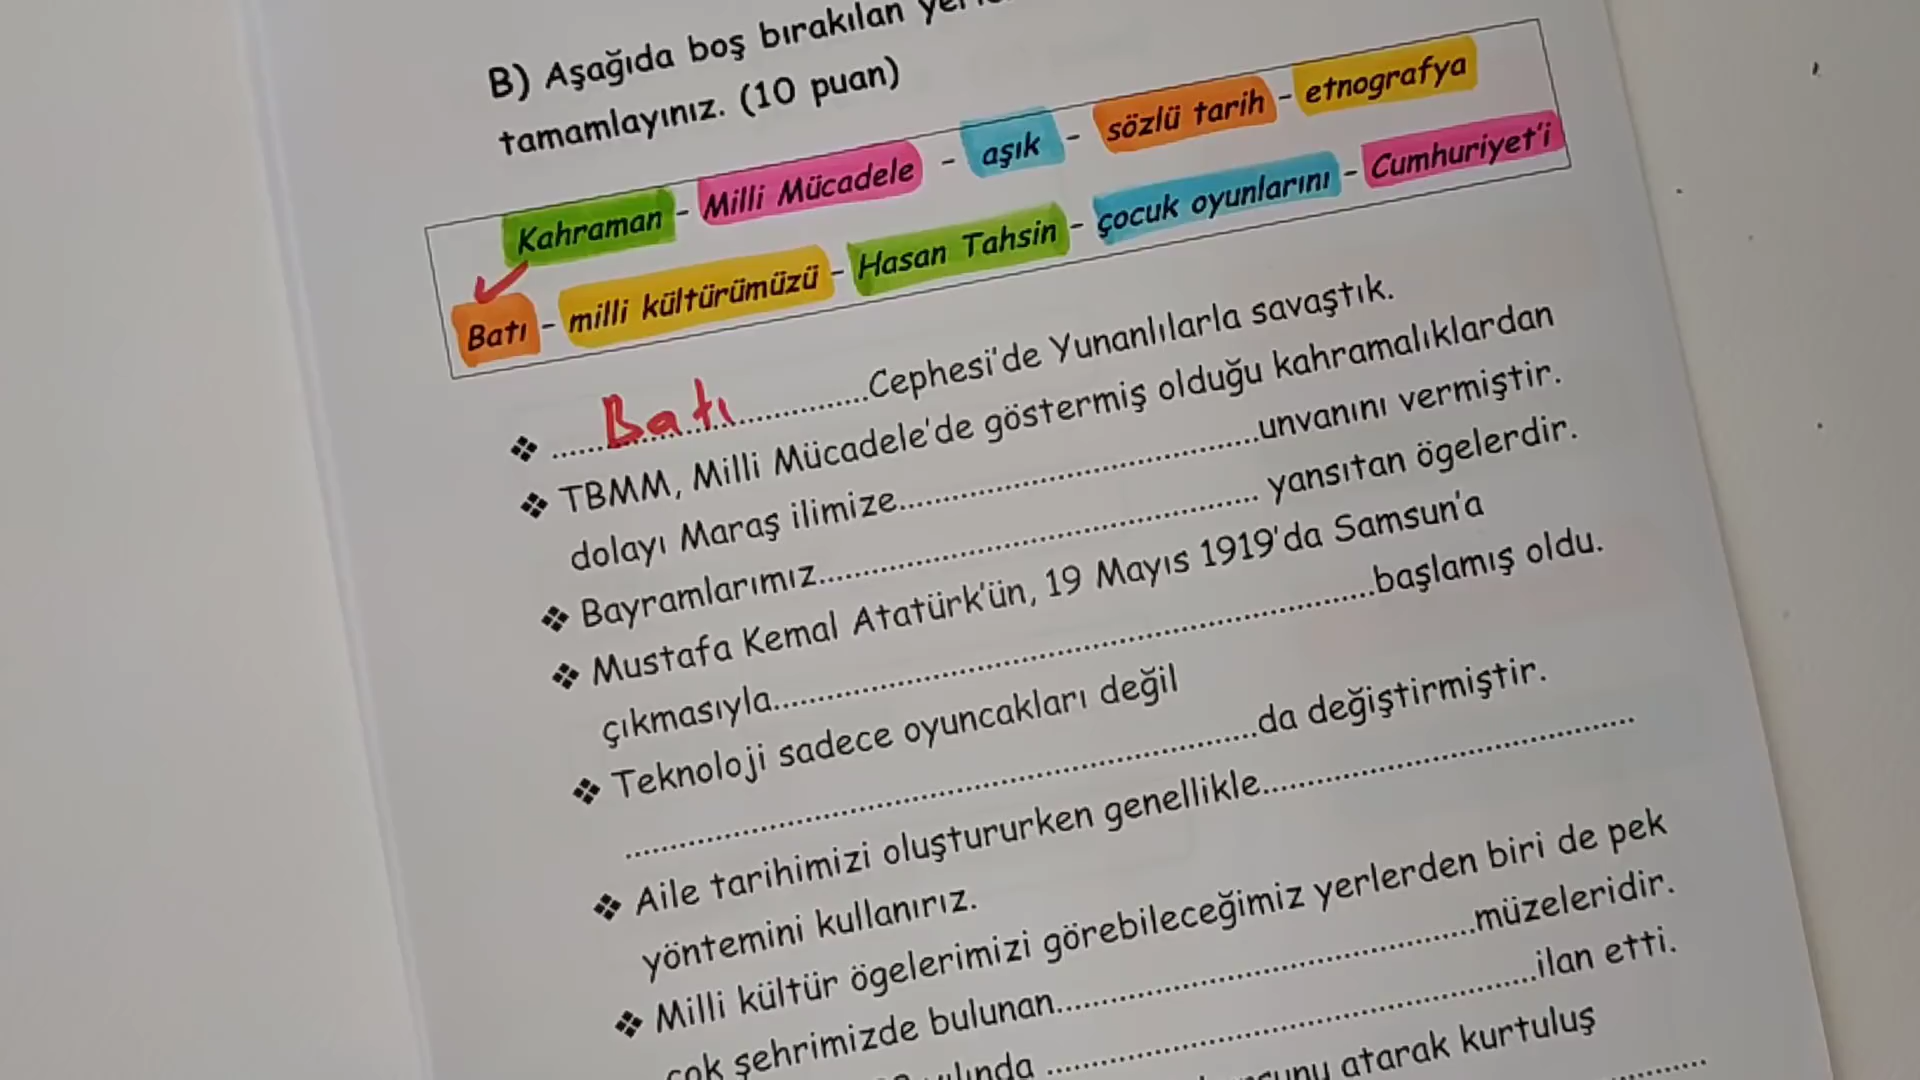 B) Aşağıda boş bırakılan
tamamlayınız. (10 puan)
Kahraman - Milli Mücadele - aşık - sözlü tarih - etnografya
Batı - milli kültürümüzü - Hasan Tahsin - çocuk oyunlarını - Cumhuriyet'i
❖ ......Batı..............Cephesi'de Yunanlılarla savaştık.
❖ TBMM, Milli Mücadele'de göstermiş olduğu kahramalıklardan
dolayı Maraş ilimize........................................unvanını vermiştir.
❖ Bayramlarımız................................................ yansıtan ögelerdir.
❖ Mustafa Kemal Atatürk'ün, 19 Mayıs 1919'da Samsun'a
çıkmasıyla................................................................başlamış oldu.
❖ Teknoloji sadece oyuncakları değil
....................................................................da değiştirmiştir.
❖ Aile tarihimizi oluştururken genellikle........................................
yöntemini kullanırız.
❖ Milli kültür ögelerimizi görebileceğimiz yerlerden biri de pek
çok şehrimizde bulunan.............................................müzeleridir.
yılında .....................................................ilan etti.
atarak kurtuluş